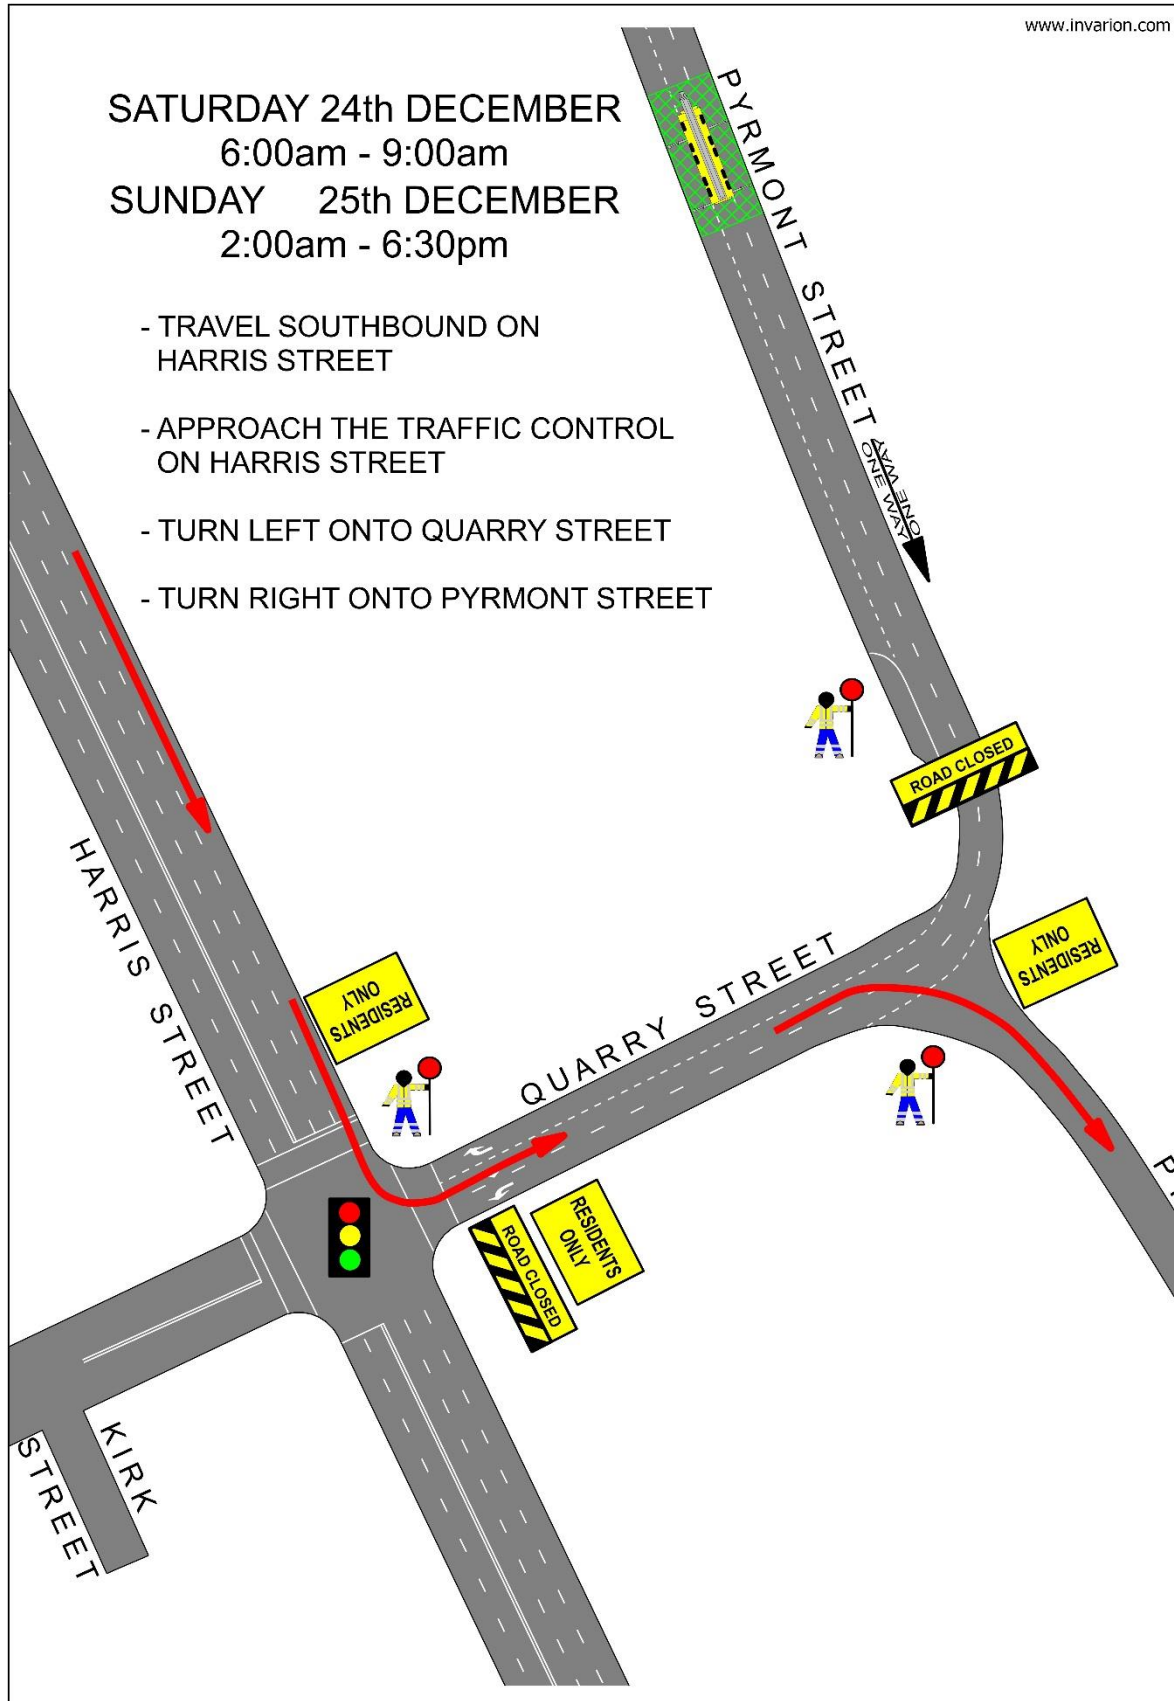 www.invarion.com
SATURDAY 24th DECEMBER
6:00am - 9:00am
SUNDAY 25th DECEMBER
2:00am - 6:30pm
- TRAVEL SOUTHBOUND ON
HARRIS STREET
- APPROACH THE TRAFFIC CONTROL
ON HARRIS STREET
- TURN LEFT ONTO QUARRY STREET
- TURN RIGHT ONTO PYRMONT STREET
PYRMONT STREET
ONE WAY
ONE WAY
ROAD CLOSED
HARRIS STREET
RESIDENTS
ONLY
QUARRY STREET
RESIDENTS
ONLY
ROAD CLOSED
RESIDENTS
ONLY
KIRK
STREET